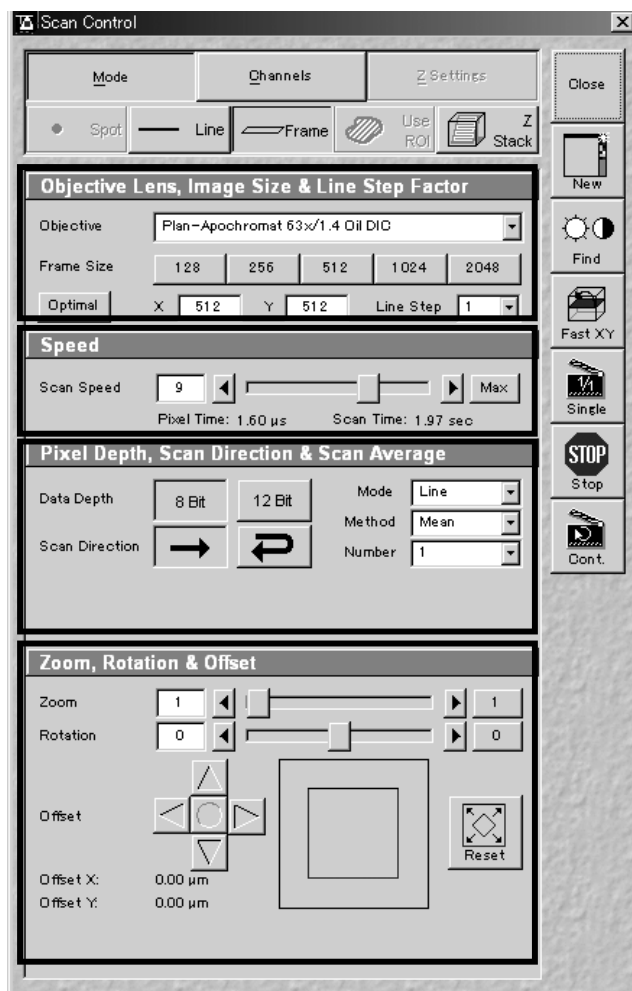 Scan Control
Mode Channels Z Settings
Spot Line Frame Use ROI Z Stack
Objective Lens, Image Size & Line Step Factor
Objective Plan-Apochromat 63x/1.4 Oil DIC
Frame Size 128 256 512 1024 2048
Optimal X 512 Y 512 Line Step 1
Speed
Scan Speed 9 Max
Pixel Time: 1.60 µs Scan Time: 1.97 sec
Pixel Depth, Scan Direction & Scan Average
Data Depth 8 Bit 12 Bit Mode Line
Method Mean
Scan Direction Number 1
Zoom, Rotation & Offset
Zoom 1 1
Rotation 0 0
Offset
Reset
Offset X: 0.00 µm
Offset Y: 0.00 µm
Close
New
Find
Fast XY
1/1
Single
STOP
Stop
Cont.